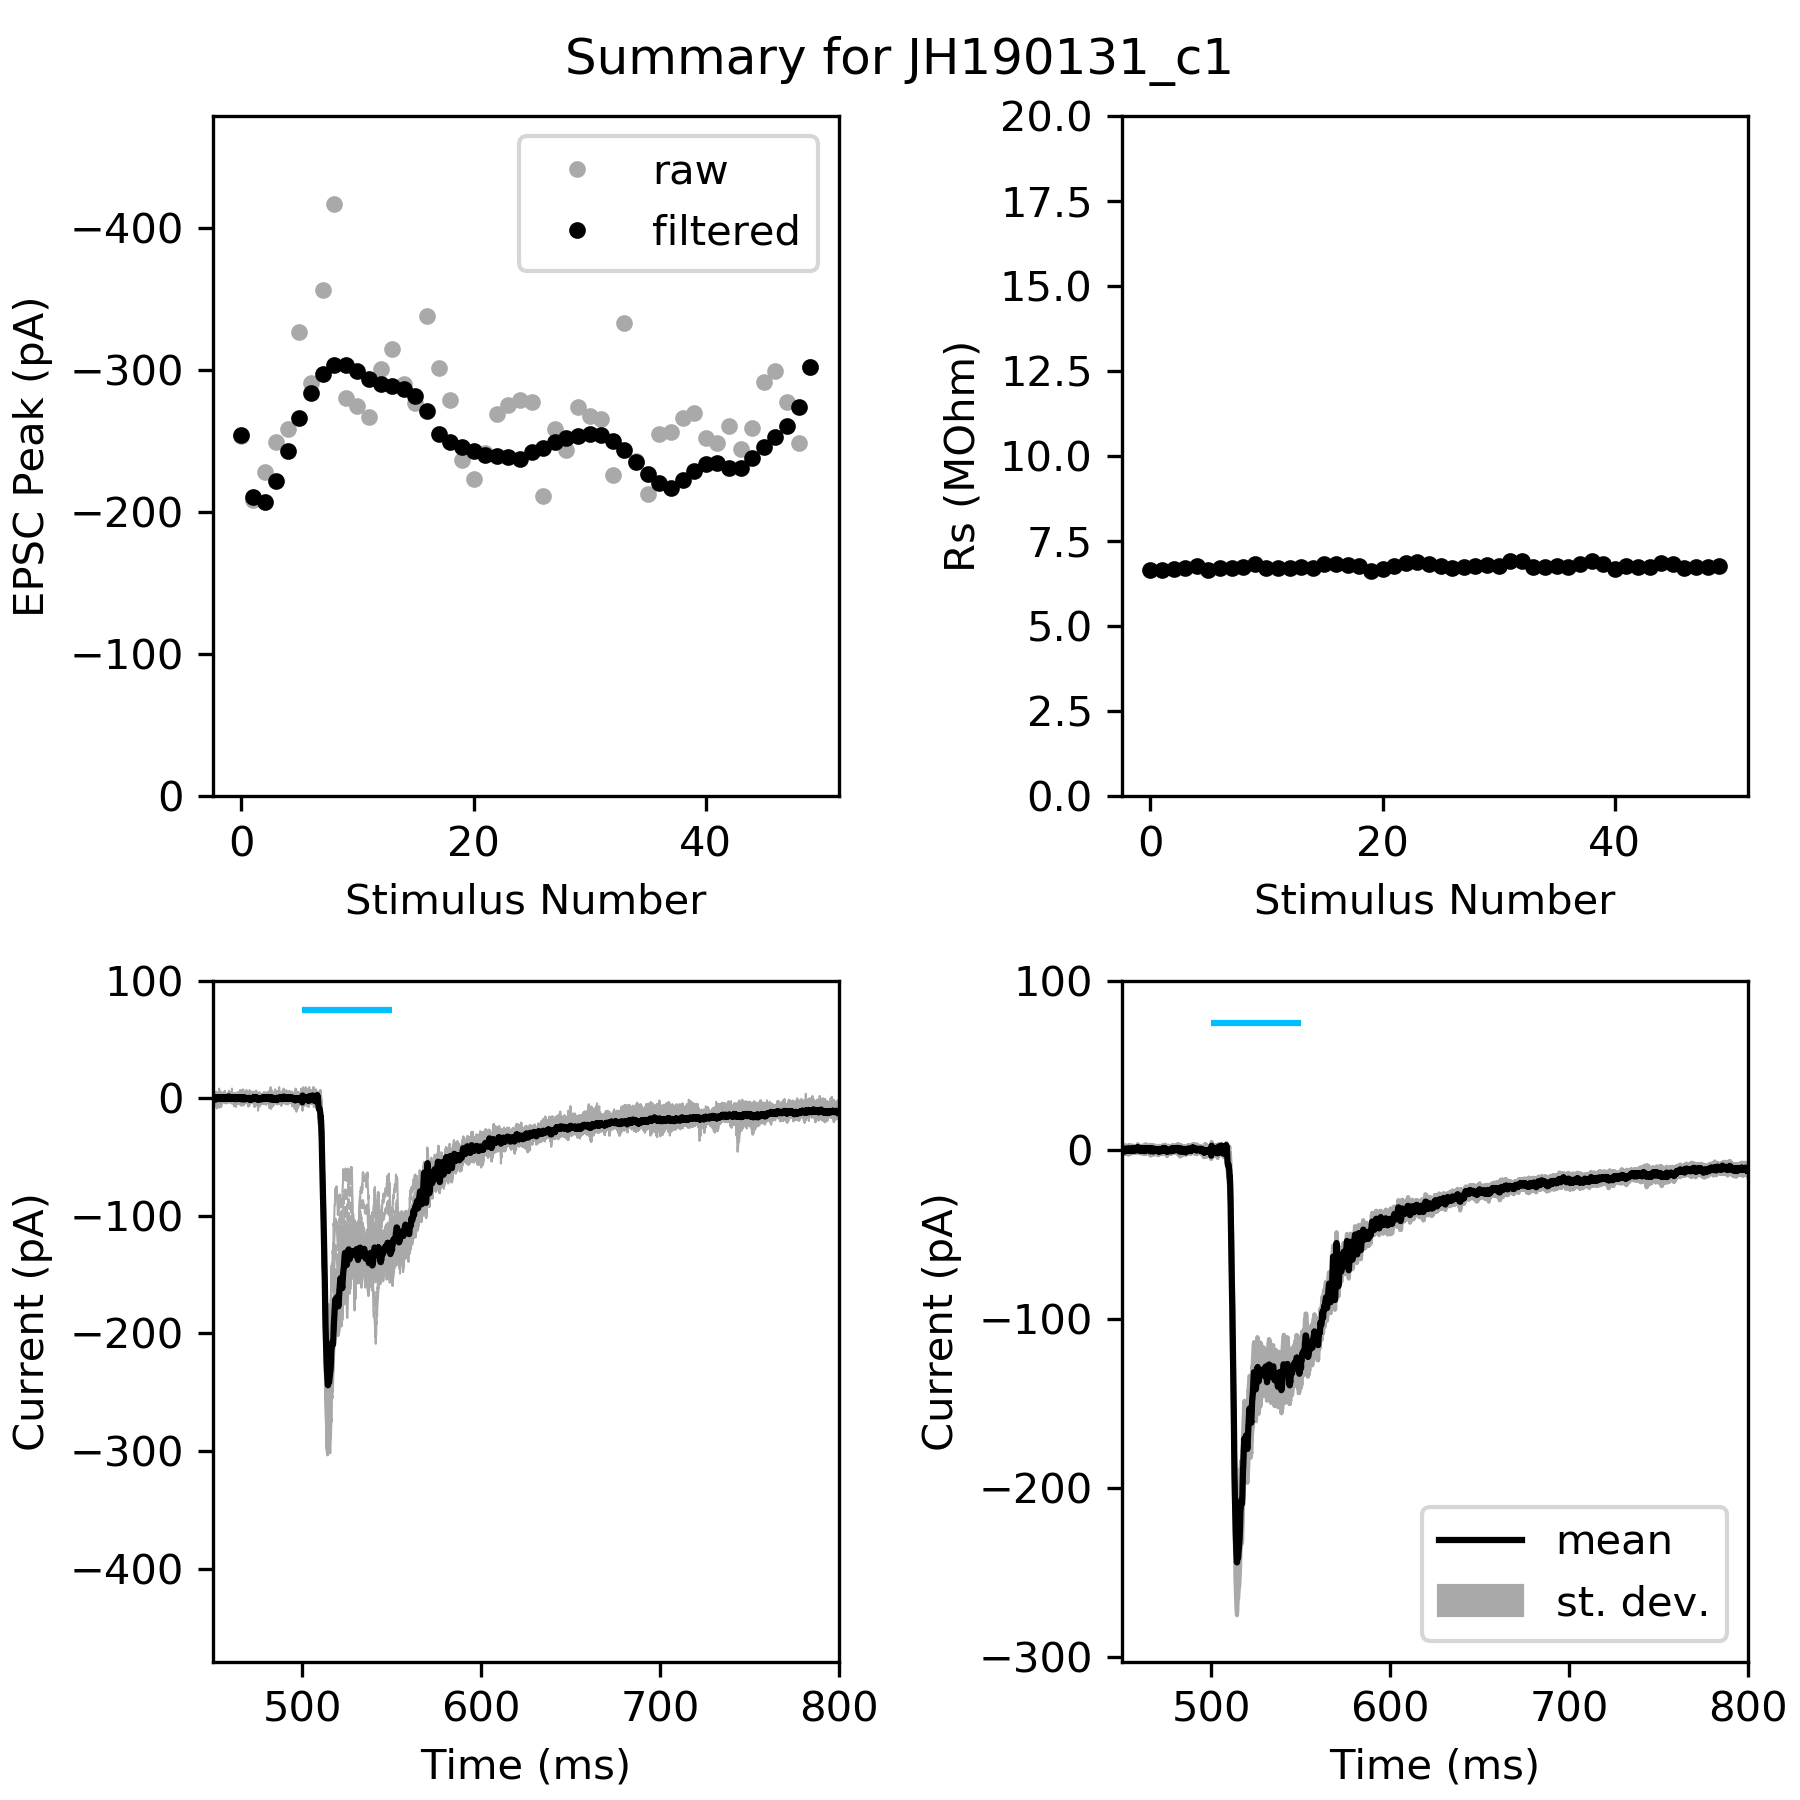 Summary for JH190131_c1
raw
filtered
EPSC Peak (pA)
−400
−300
−200
−100
0
0 20 40
Stimulus Number
Rs (MOhm)
20.0
17.5
15.0
12.5
10.0
7.5
5.0
2.5
0.0
0 20 40
Stimulus Number
Current (pA)
100
0
−100
−200
−300
−400
500 600 700 800
Time (ms)
Current (pA)
100
0
−100
−200
−300
mean
st. dev.
500 600 700 800
Time (ms)